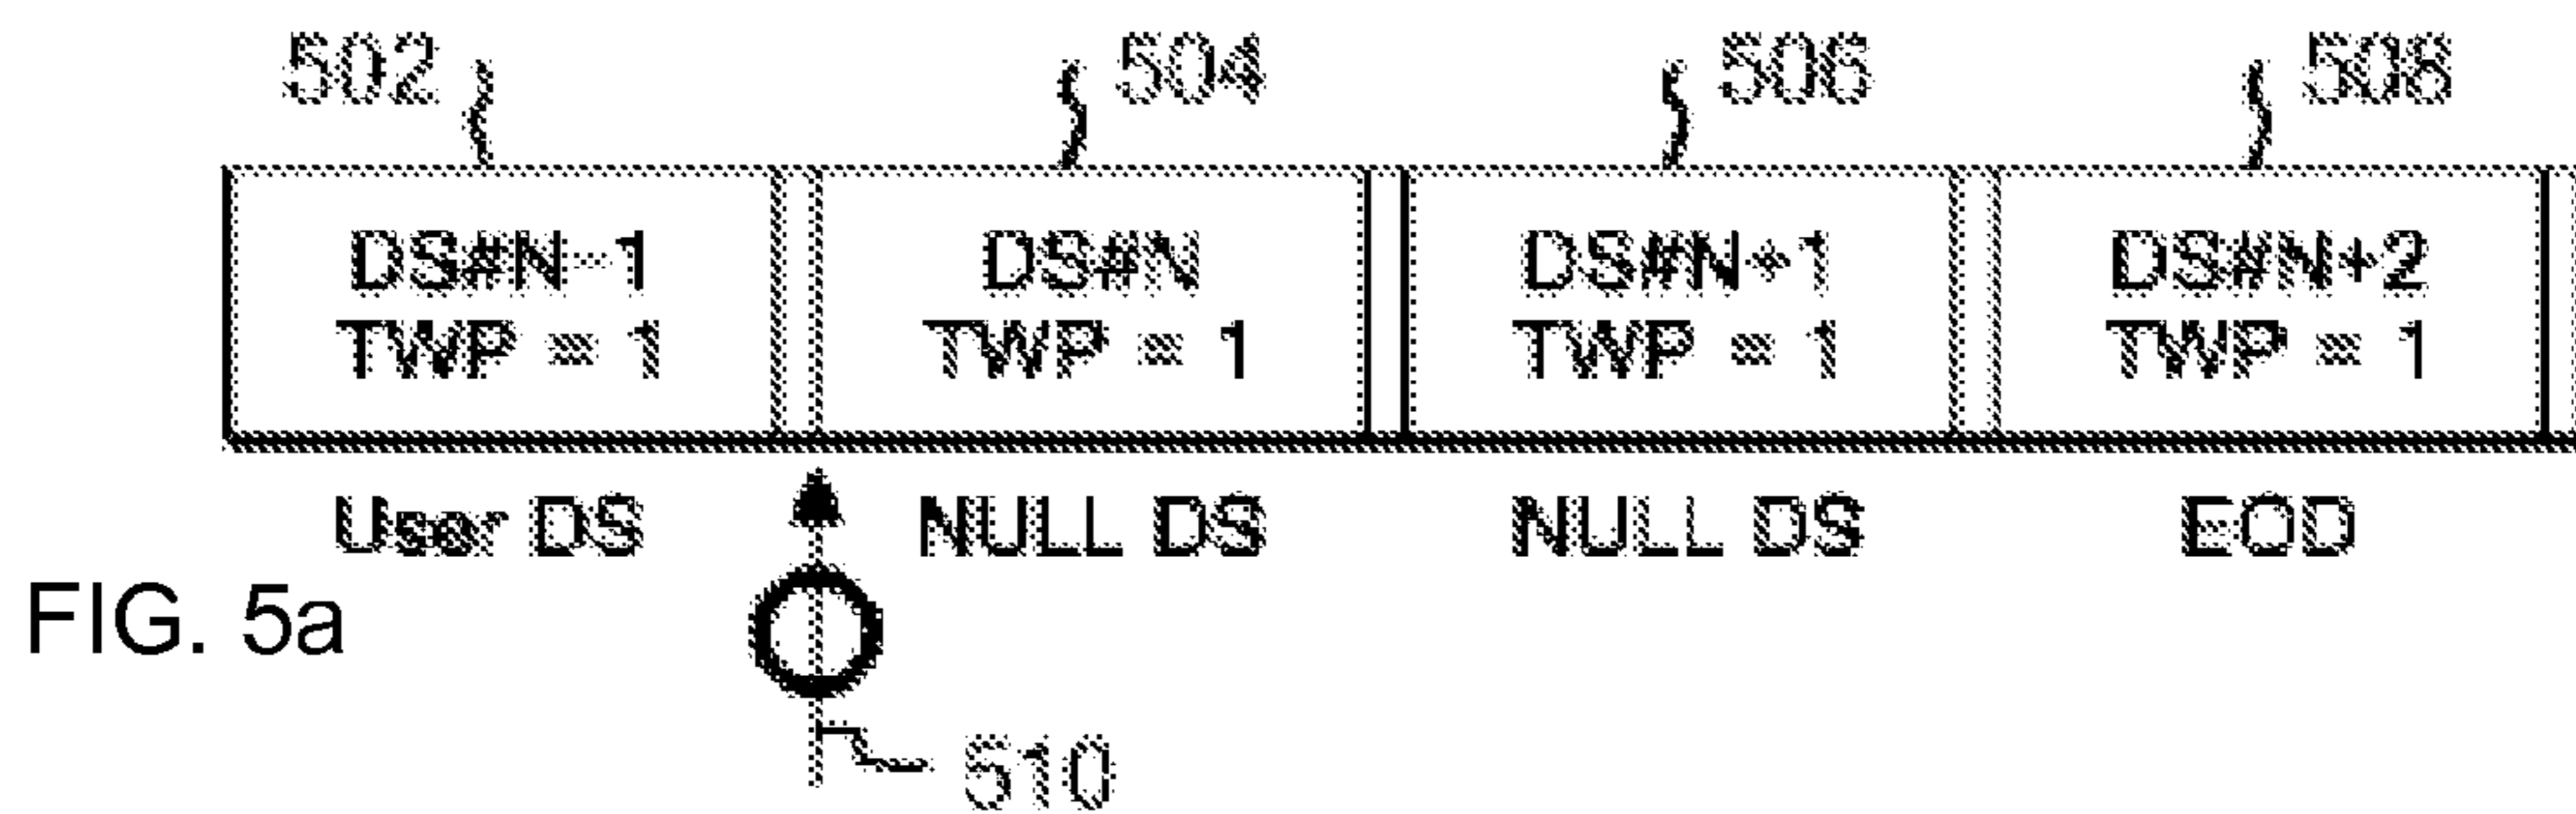 502 504 506 508
DS#N-1 DS#N DS#N+1 DS#N+2
TWP = 1 TWP = 1 TWP = 1 TWP = 1
User DS NULL DS NULL DS EOD
FIG. 5a
510